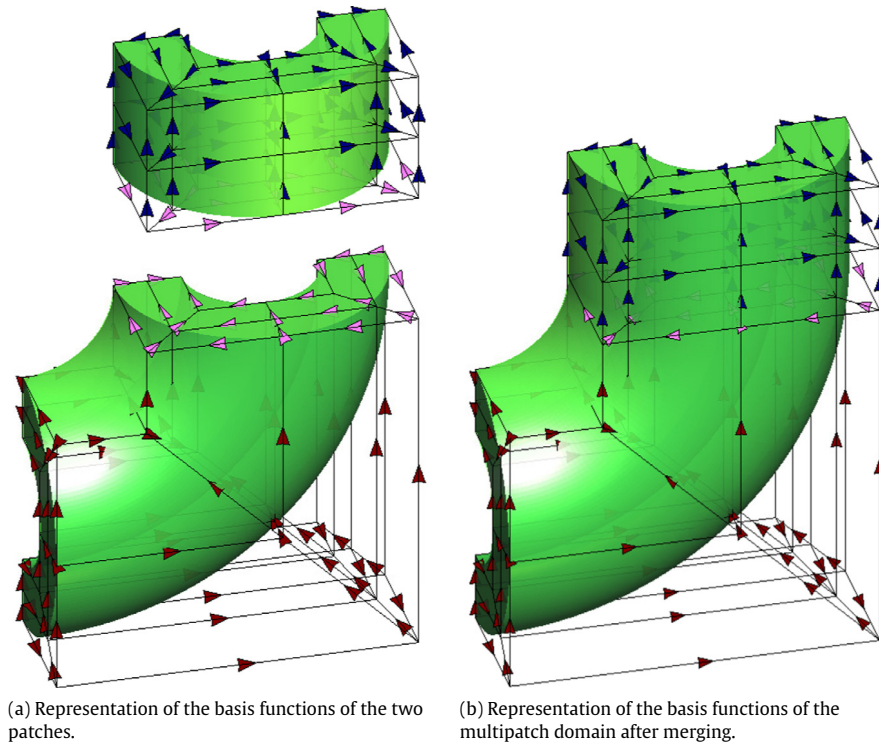 (a) Representation of the basis functions of the two
patches.
(b) Representation of the basis functions of the
multipatch domain after merging.